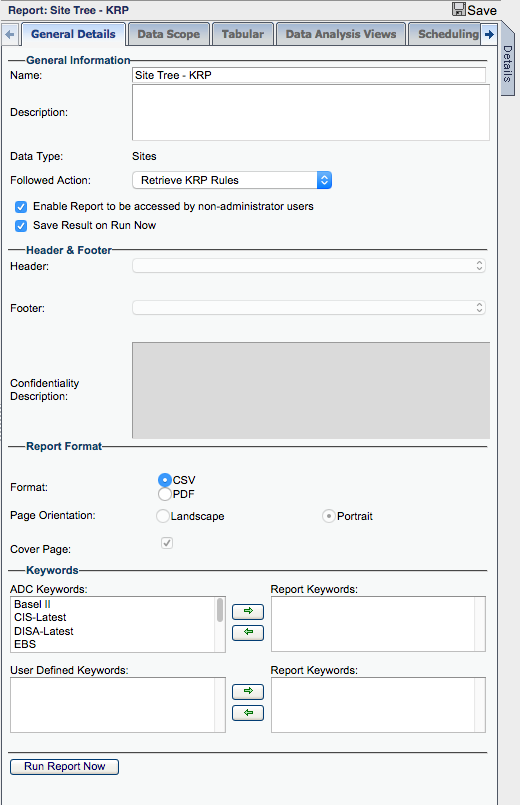 Report: Site Tree - KRP
Save
General Details
Data Scope
Tabular
Data Analysis Views
Scheduling
Details
General Information
Name:
Site Tree - KRP
Description:
Data Type:
Sites
Followed Action:
Retrieve KRP Rules
Enable Report to be accessed by non-administrator users
Save Result on Run Now
Header & Footer
Header:
Footer:
Confidentiality
Description:
Report Format
Format:
CSV
PDF
Page Orientation:
Landscape
Portrait
Cover Page:
Keywords
ADC Keywords:
Report Keywords:
Basel II
CIS-Latest
DISA-Latest
EBS
User Defined Keywords:
Report Keywords:
Run Report Now